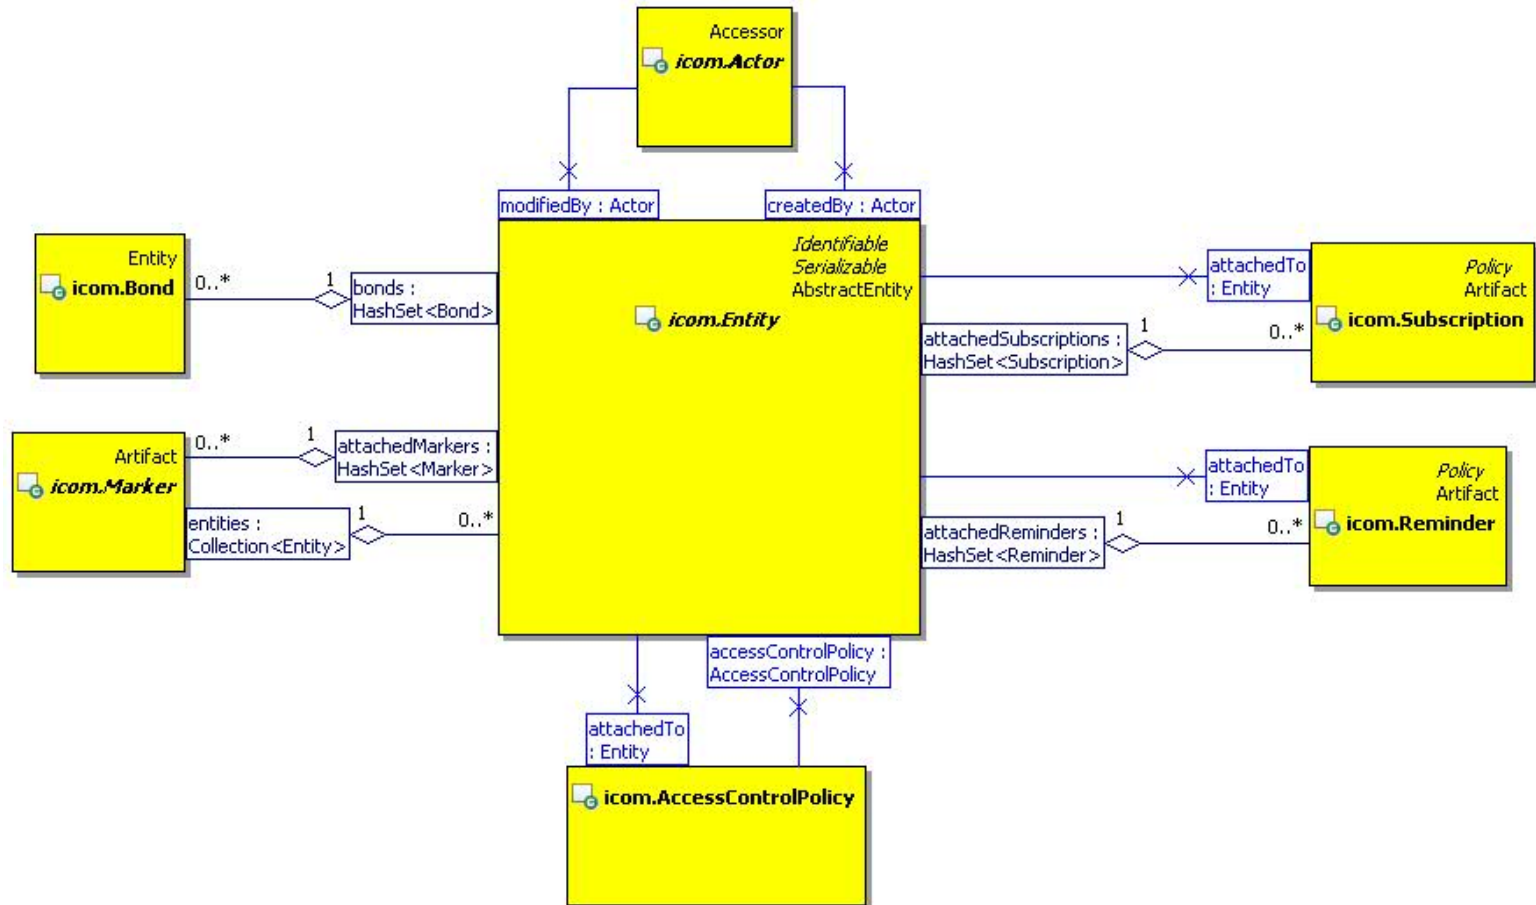 Accessor
icom.Actor
modifiedBy : Actor
createdBy : Actor
Entity
icom.Bond
0..*
1
bonds :
HashSet<Bond>
Identifiable
Serializable
AbstractEntity
icom.Entity
attachedTo
: Entity
Policy
Artifact
icom.Subscription
attachedSubscriptions :
HashSet<Subscription>
1
0..*
Artifact
icom.Marker
0..*
1
attachedMarkers :
HashSet<Marker>
entities :
Collection<Entity>
1
0..*
attachedTo
: Entity
Policy
Artifact
icom.Reminder
attachedReminders :
HashSet<Reminder>
1
0..*
accessControlPolicy :
AccessControlPolicy
attachedTo
: Entity
icom.AccessControlPolicy